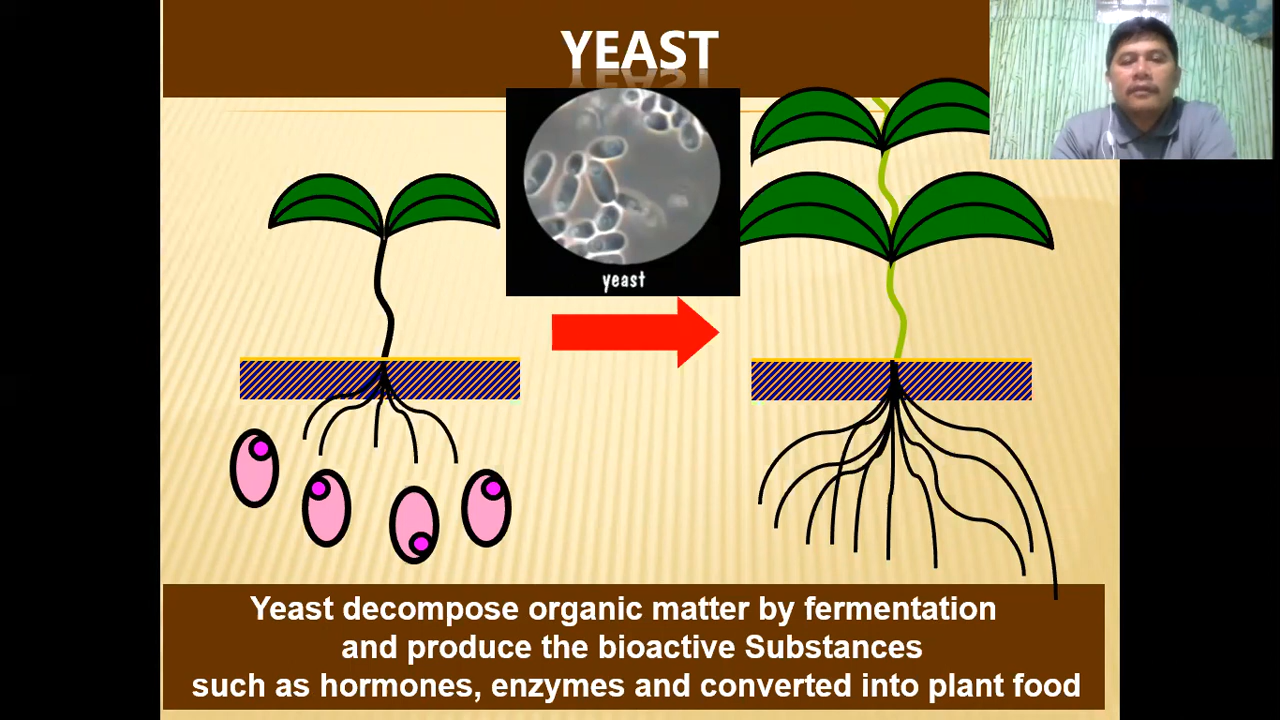 YEAST
yeast
Yeast decompose organic matter by fermentation
and produce the bioactive Substances
such as hormones, enzymes and converted into plant food